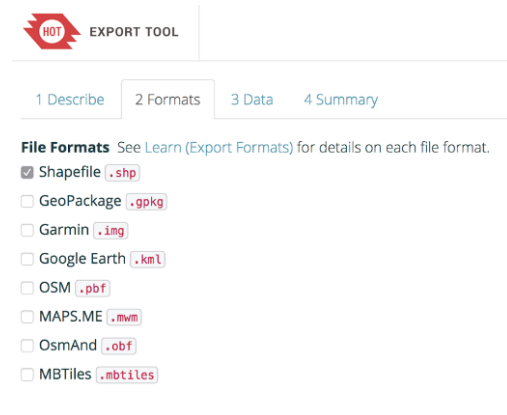 HOT EXPORT TOOL
1 Describe 2 Formats 3 Data 4 Summary
File Formats See Learn (Export Formats) for details on each file format.
Shapefile .shp
GeoPackage .gpkg
Garmin .img
Google Earth .kml
OSM .pbf
MAPS.ME .mwm
OsmAnd .obf
MBTiles .mbtiles